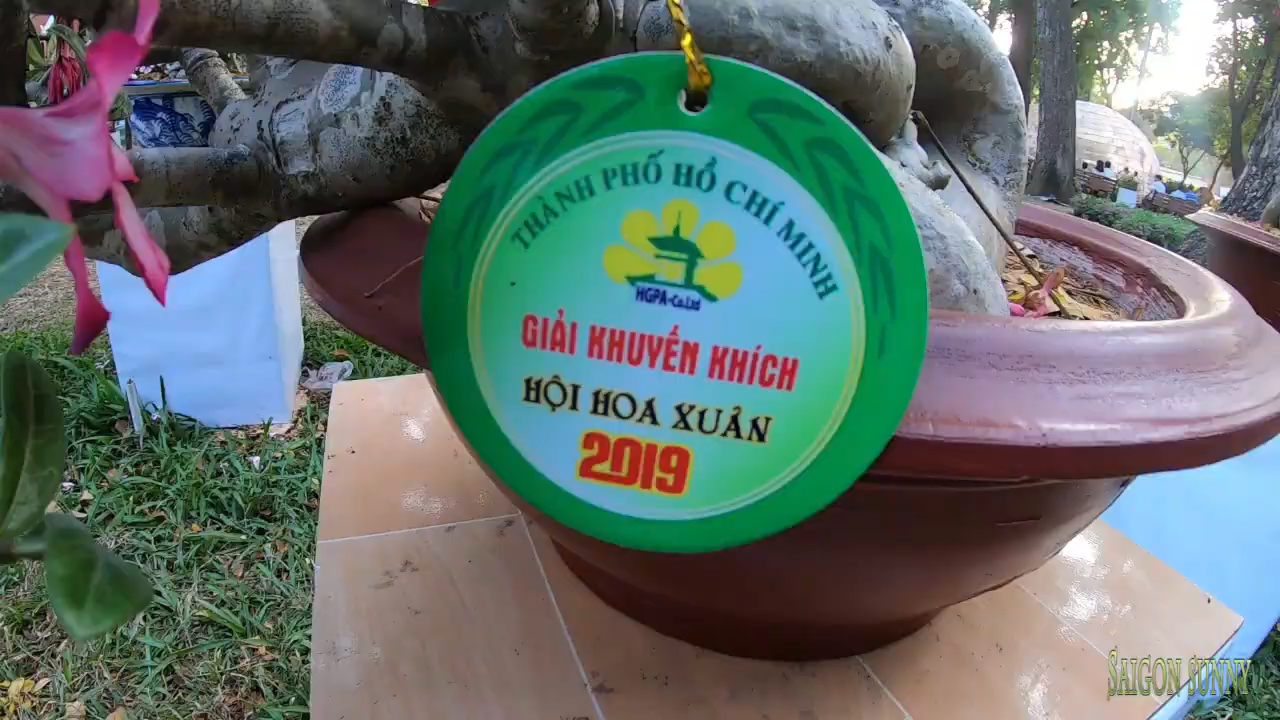 THÀNH PHỐ HỒ CHÍ MINH
HGPA-Co.Ltd
GIẢI KHUYẾN KHÍCH
HỘI HOA XUÂN
2019
SAIGON SUNNY